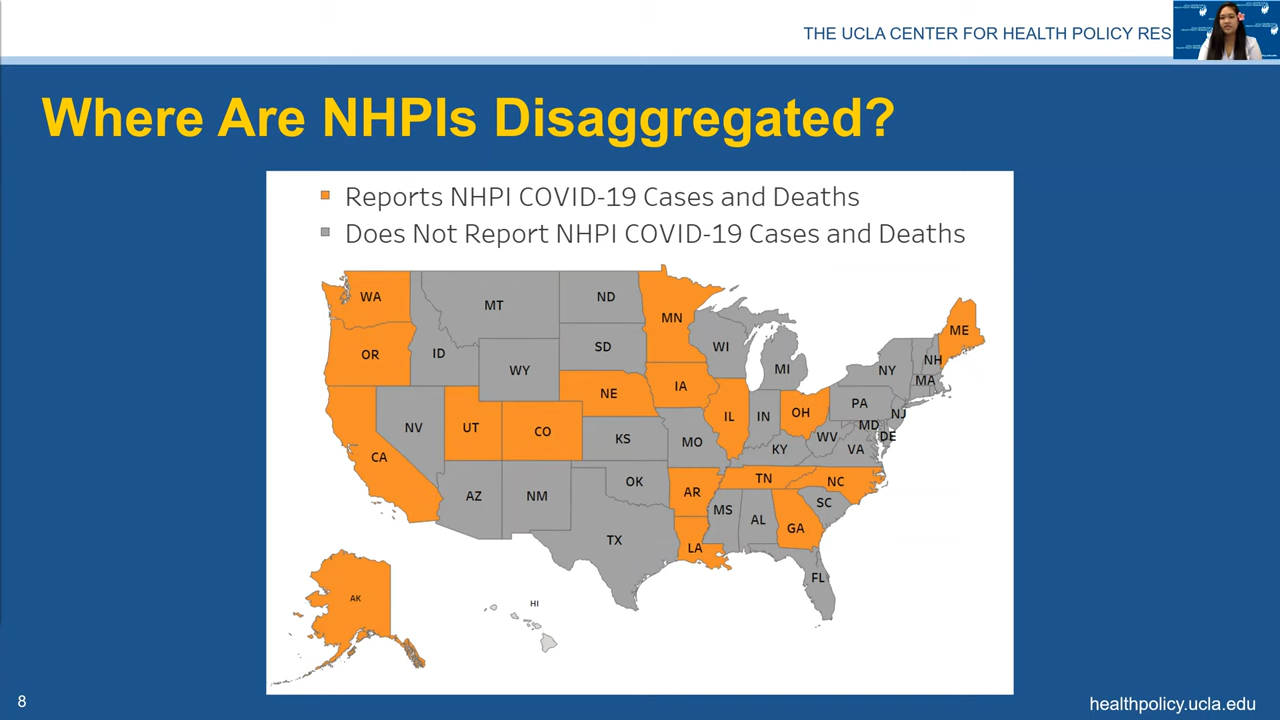 THE UCLA CENTER FOR HEALTH POLICY RES
Where Are NHPIs Disaggregated?
Reports NHPI COVID-19 Cases and Deaths
Does Not Report NHPI COVID-19 Cases and Deaths
WA
MT
ND
MN
ME
OR
ID
SD
WI
WY
MI
NY
NH
MA
NE
IA
PA
NJ
NV
UT
CO
IL
IN
OH
MD
DE
KS
MO
WV
VA
KY
CA
AZ
NM
OK
AR
TN
NC
MS
AL
GA
SC
TX
LA
FL
AK
HI
8
healthpolicy.ucla.edu